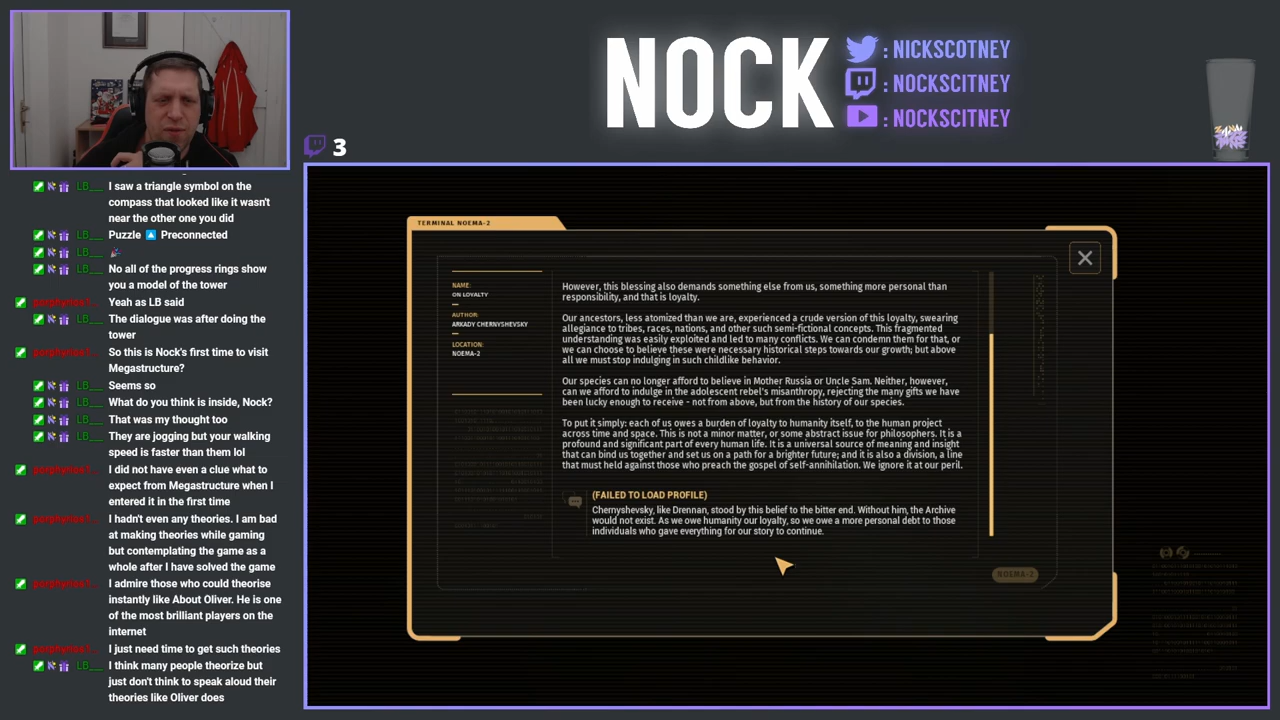 NOCK
: NICKSCOTNEY
: NOCKSCITNEY
: NOCKSCITNEY
3
LB__ I saw a triangle symbol on the
compass that looked like it wasn't
near the other one you did
LB__ Puzzle Preconnected
LB__
LB__ No all of the progress rings show
you a model of the tower
Yeah as LB said
LB__ The dialogue was after doing the
tower
So this is Nock's first time to visit
Megastructure?
LB__ Seems so
LB__ What do you think is inside, Nock?
LB__ That was my thought too
LB__ They are jogging but your walking
speed is faster than them lol
I did not have even a clue what to
expect from Megastructure when I
entered it in the first time
I hadn't even any theories. I am bad
at making theories while gaming
but contemplating the game as a
whole after I have solved the game
I admire those who could theorise
instantly like About Oliver. He is one
of the most brilliant players on the
internet
I just need time to get such theories
LB__ I think many people theorize but
just don't think to speak aloud their
theories like Oliver does
TERMINAL NOEMA-2
NAME:
ON LOYALTY
AUTHOR:
ARKADY CHERNYSHEVSKY
LOCATION:
NOEMA-2
However, this blessing also demands something else from us, something more personal than
responsibility, and that is loyalty.
Our ancestors, less atomized than we are, experienced a crude version of this loyalty, swearing
allegiance to tribes, races, nations, and other such semi-fictional concepts. This fragmented
understanding was easily exploited and led to many conflicts. We can condemn them for that, or
we can choose to believe these were necessary historical steps towards our growth; but above
all we must stop indulging in such childlike behavior.
Our species can no longer afford to believe in Mother Russia or Uncle Sam. Neither, however,
can we afford to indulge in the adolescent rebel's misanthropy, rejecting the many gifts we have
been lucky enough to receive - not from above, but from the history of our species.
To put it simply: each of us owes a burden of loyalty to humanity itself, to the human project
across time and space. This is not a minor matter, or some abstract issue for philosophers. It is a
profound and significant part of every human life. It is a universal source of meaning and insight
that can bind us together and set us on a path for a brighter future; and it is also a division, a line
that must held against those who preach the gospel of self-annihilation. We ignore it at our peril.
(FAILED TO LOAD PROFILE)
Chernyshevsky, like Drennan, stood by this belief to the bitter end. Without him, the Archive
would not exist. As we owe humanity our loyalty, so we owe a more personal debt to those
individuals who gave everything for our story to continue.
NOEMA-2